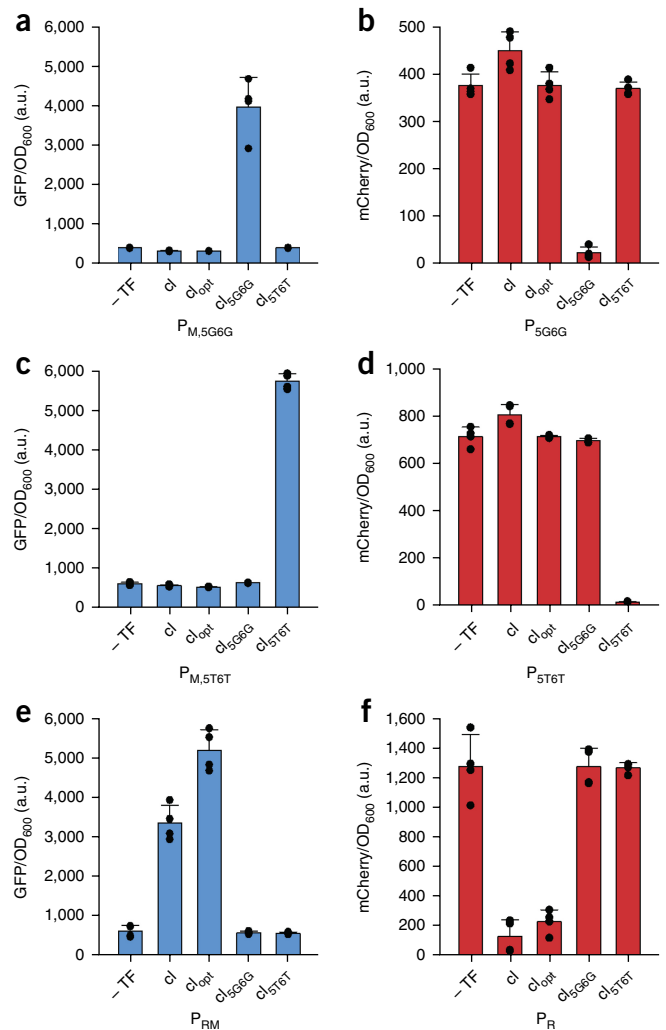 a
GFP/OD600 (a.u.)
6,000
5,000
4,000
3,000
2,000
1,000
0
– TF
cI
cIopt
cI5G6G
cI5T6T
PM,5G6G
b
mCherry/OD600 (a.u.)
500
400
300
200
100
0
– TF
cI
cIopt
cI5G6G
cI5T6T
P5G6G
c
GFP/OD600 (a.u.)
6,000
5,000
4,000
3,000
2,000
1,000
0
– TF
cI
cIopt
cI5G6G
cI5T6T
PM,5T6T
d
mCherry/OD600 (a.u.)
1,000
800
600
400
200
0
– TF
cI
cIopt
cI5G6G
cI5T6T
P5T6T
e
GFP/OD600 (a.u.)
6,000
5,000
4,000
3,000
2,000
1,000
0
– TF
cI
cIopt
cI5G6G
cI5T6T
PRM
f
mCherry/OD600 (a.u.)
1,600
1,400
1,200
1,000
800
600
400
200
0
– TF
cI
cIopt
cI5G6G
cI5T6T
PR